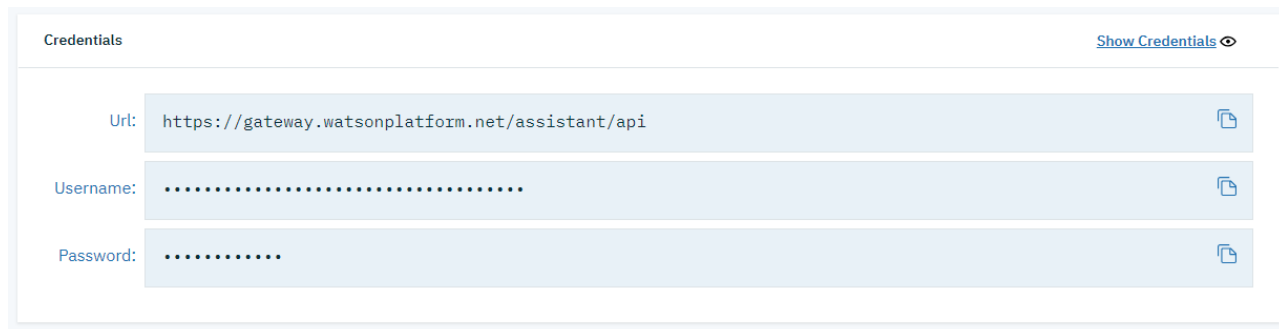 Credentials
Show Credentials
Url: https://gateway.watsonplatform.net/assistant/api
Username: ••••••••••••••••••••••••••••••••••••
Password: ••••••••••••